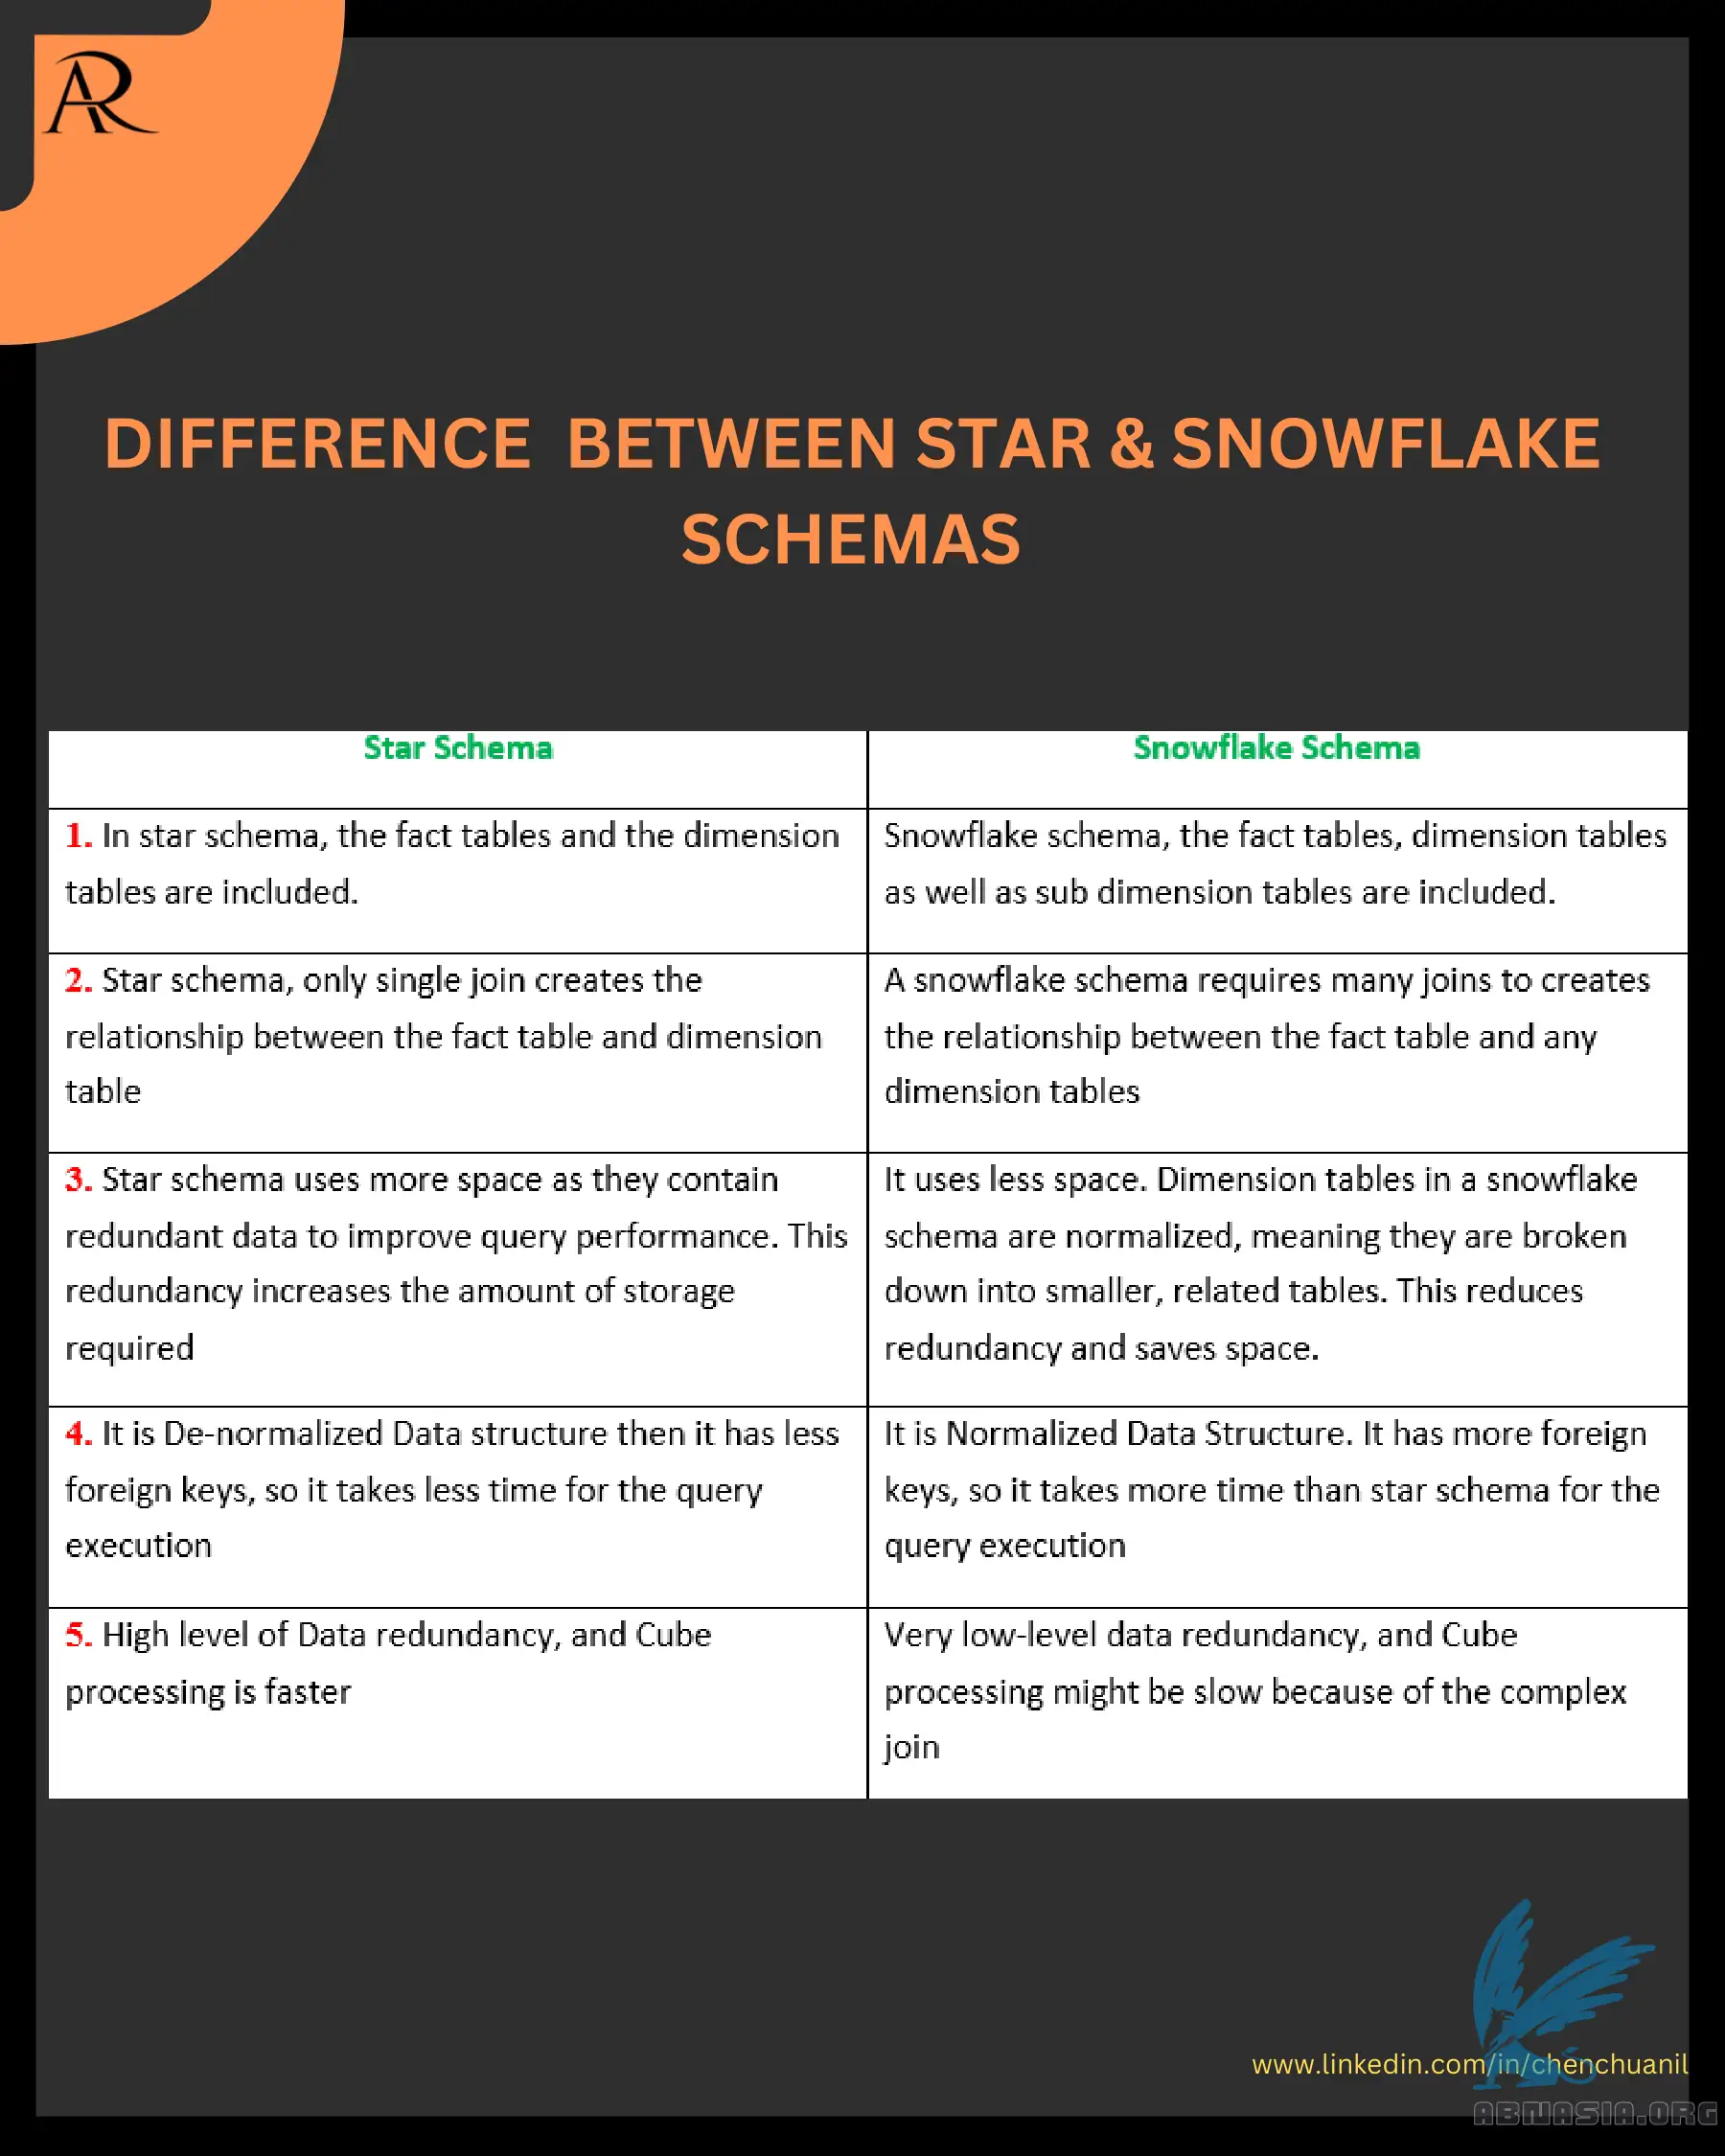 AR
DIFFERENCE BETWEEN STAR & SNOWFLAKE
SCHEMAS
Star Schema
Snowflake Schema
1. In star schema, the fact tables and the dimension
tables are included.
Snowflake schema, the fact tables, dimension tables
as well as sub dimension tables are included.
2. Star schema, only single join creates the
relationship between the fact table and dimension
table
A snowflake schema requires many joins to creates
the relationship between the fact table and any
dimension tables
3. Star schema uses more space as they contain
redundant data to improve query performance. This
redundancy increases the amount of storage
required
It uses less space. Dimension tables in a snowflake
schema are normalized, meaning they are broken
down into smaller, related tables. This reduces
redundancy and saves space.
4. It is De-normalized Data structure then it has less
foreign keys, so it takes less time for the query
execution
It is Normalized Data Structure. It has more foreign
keys, so it takes more time than star schema for the
query execution
5. High level of Data redundancy, and Cube
processing is faster
Very low-level data redundancy, and Cube
processing might be slow because of the complex
join
www.linkedin.com/in/chenchuanil
ABNASIA.ORG